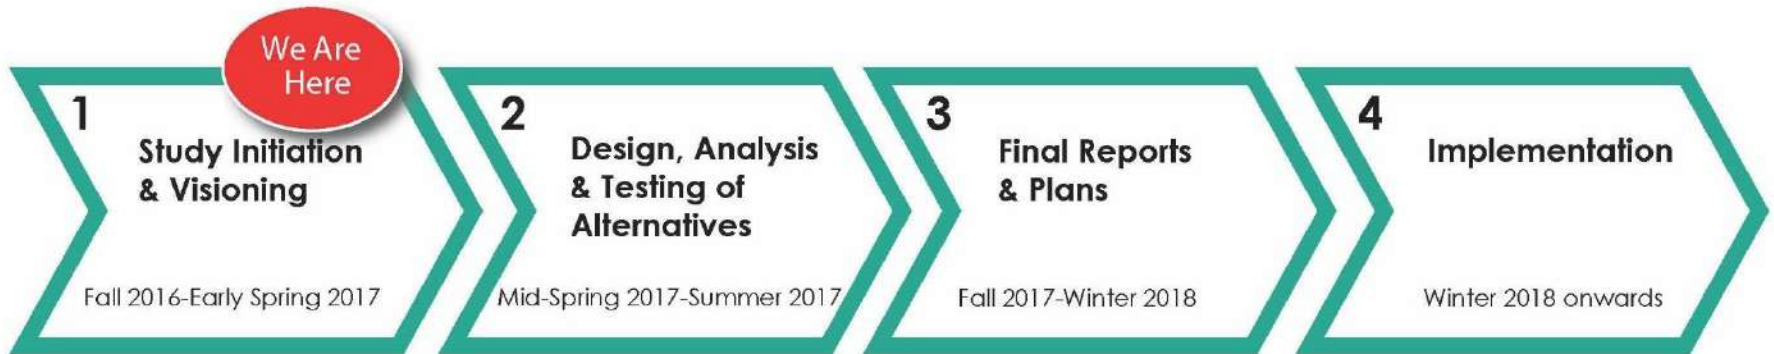 We Are
Here
1
Study Initiation
& Visioning
Fall 2016-Early Spring 2017
2
Design, Analysis
& Testing of
Alternatives
Mid-Spring 2017-Summer 2017
3
Final Reports
& Plans
Fall 2017-Winter 2018
4
Implementation
Winter 2018 onwards